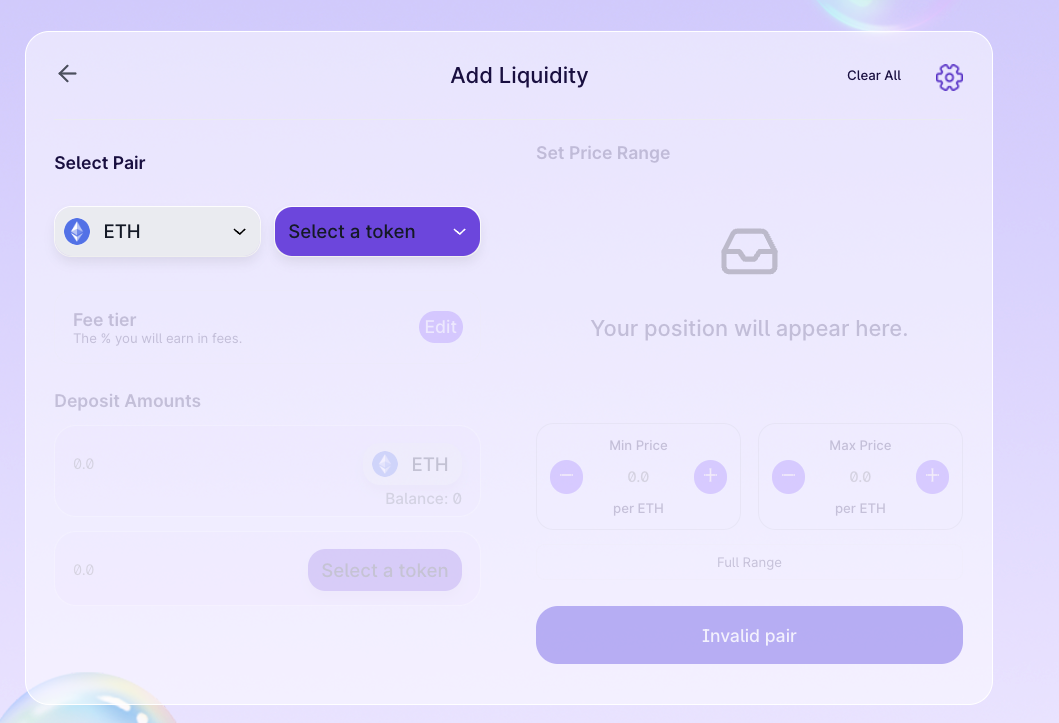 Add Liquidity
Clear All
Select Pair
ETH
Select a token
Fee tier
The % you will earn in fees.
Edit
Deposit Amounts
0.0
ETH
Balance: 0
0.0
Select a token
Set Price Range
Your position will appear here.
Min Price
0.0
per ETH
Max Price
0.0
per ETH
Full Range
Invalid pair